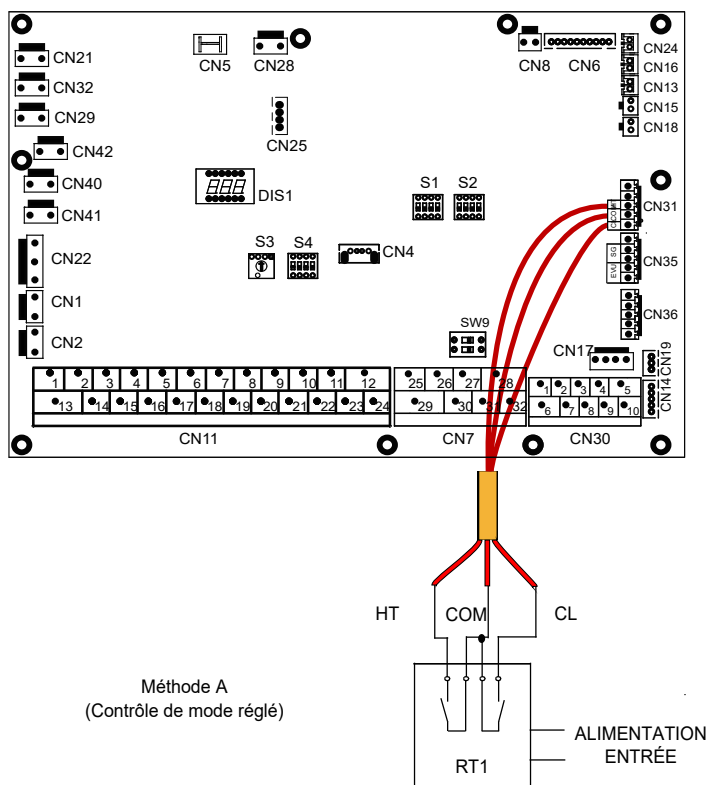 CN21
CN32
CN29
CN42
CN40
CN41
CN22
CN1
CN2
CN5
CN28
CN25
DIS1
S1 S2
S3 S4
CN4
SW9
CN8 CN6
CN24
CN16
CN13
CN15
CN18
CN31
COM
SG
EVU
CN35
CN36
CN17
CN19
CN14
1 2 3 4 5 6 7 8 9 10 11 12
13 14 15 16 17 18 19 20 21 22 23 24
CN11
25 26 27 28
29 30 31 32
CN7
1 2 3 4 5
6 7 8 9 10
CN30
HT COM CL
Méthode A
(Contrôle de mode réglé)
RT1
ALIMENTATION
ENTRÉE